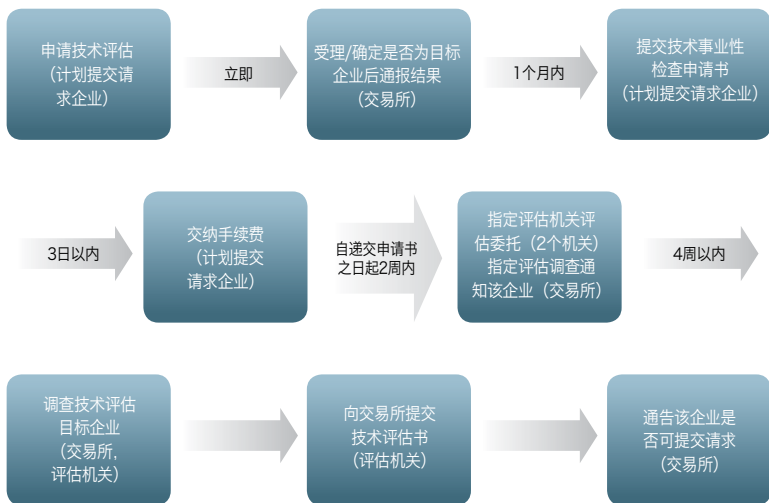 申请技术评估
（计划提交请
求企业）
立即
受理/确定是否为目标
企业后通报结果
（交易所）
1个月内
提交技术事业性
检查申请书
（计划提交请求企业）
3日以内
交纳手续费
（计划提交
请求企业）
自递交申请书
之日起2周内
指定评估机关评
估委托（2个机关）
指定评估调查通
知该企业（交易所）
4周以内
调查技术评估
目标企业
（交易所,
评估机关）
向交易所提交
技术评估书
（评估机关）
通告该企业是
否可提交请求
（交易所）